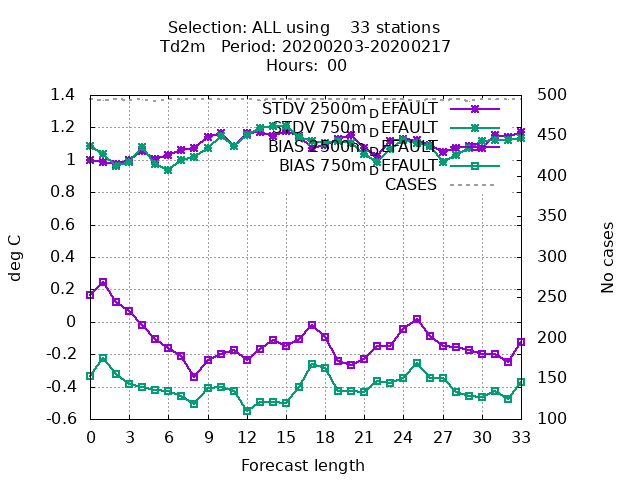 Selection: ALL using 33 stations
Td2m Period: 20200203-20200217
Hours: 00
1.4
1.2
1
0.8
0.6
0.4
0.2
0
-0.2
-0.4
-0.6
deg C
STDV 2500m DEFAULT
STDV 750m DEFAULT
BIAS 2500m DEFAULT
BIAS 750m DEFAULT
CASES
500
450
400
350
300
250
200
150
100
No cases
0 3 6 9 12 15 18 21 24 27 30 33
Forecast length